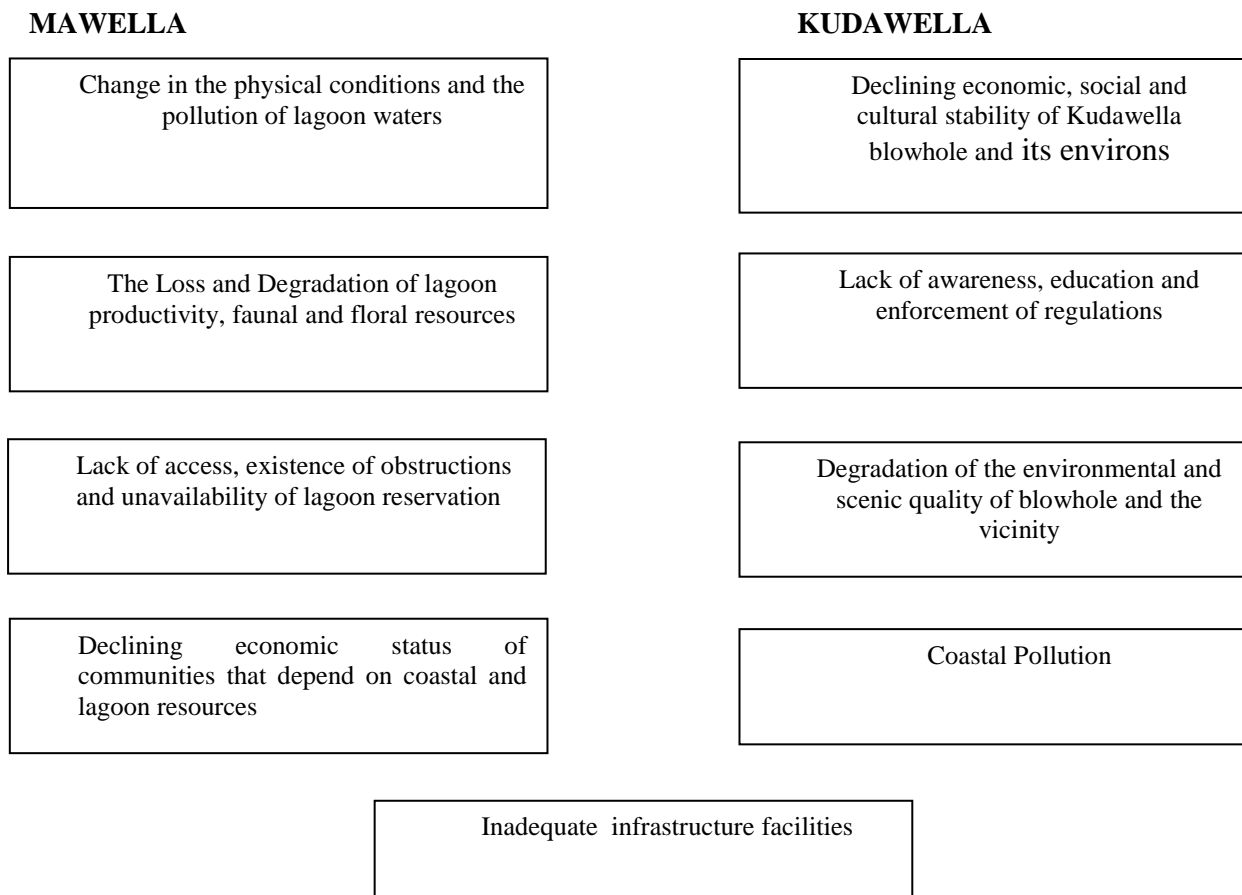 MAWELLA
Change in the physical conditions and the
pollution of lagoon waters
The Loss and Degradation of lagoon
productivity, faunal and floral resources
Lack of access, existence of obstructions
and unavailability of lagoon reservation
Declining economic status of
communities that depend on coastal and
lagoon resources
KUDAWELLA
Declining economic, social and
cultural stability of Kudawella
blowhole and its environs
Lack of awareness, education and
enforcement of regulations
Degradation of the environmental and
scenic quality of blowhole and the
vicinity
Coastal Pollution
Inadequate infrastructure facilities